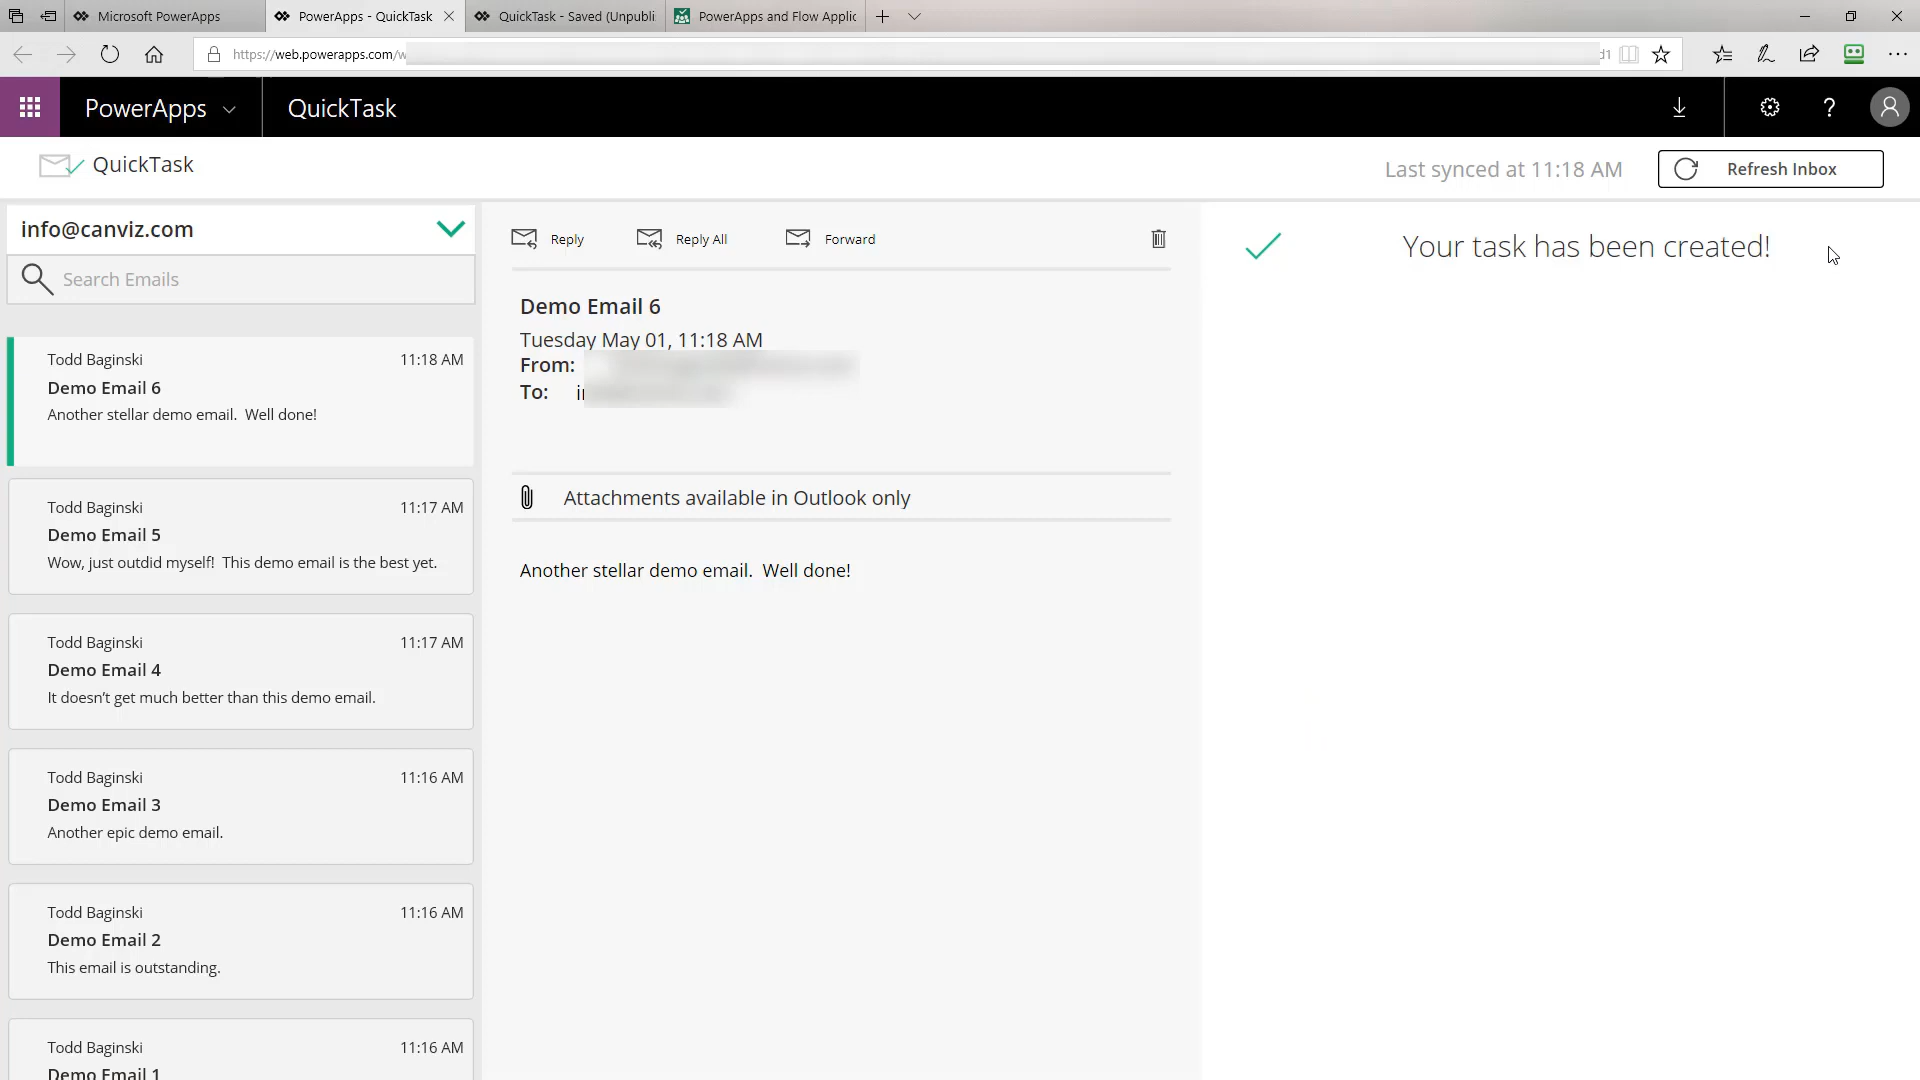 Microsoft PowerApps
PowerApps - QuickTask
QuickTask - Saved (Unpubli
PowerApps and Flow Applic
https://web.powerapps.com/w
d1
PowerApps
QuickTask
?
QuickTask
Last synced at 11:18 AM
Refresh Inbox
info@canviz.com
Search Emails
Todd Baginski 11:18 AM
Demo Email 6
Another stellar demo email. Well done!
Todd Baginski 11:17 AM
Demo Email 5
Wow, just outdid myself! This demo email is the best yet.
Todd Baginski 11:17 AM
Demo Email 4
It doesn't get much better than this demo email.
Todd Baginski 11:16 AM
Demo Email 3
Another epic demo email.
Todd Baginski 11:16 AM
Demo Email 2
This email is outstanding.
Todd Baginski 11:16 AM
Demo Email 1
Reply
Reply All
Forward
Demo Email 6
Tuesday May 01, 11:18 AM
From:
To:
Attachments available in Outlook only
Another stellar demo email. Well done!
Your task has been created!